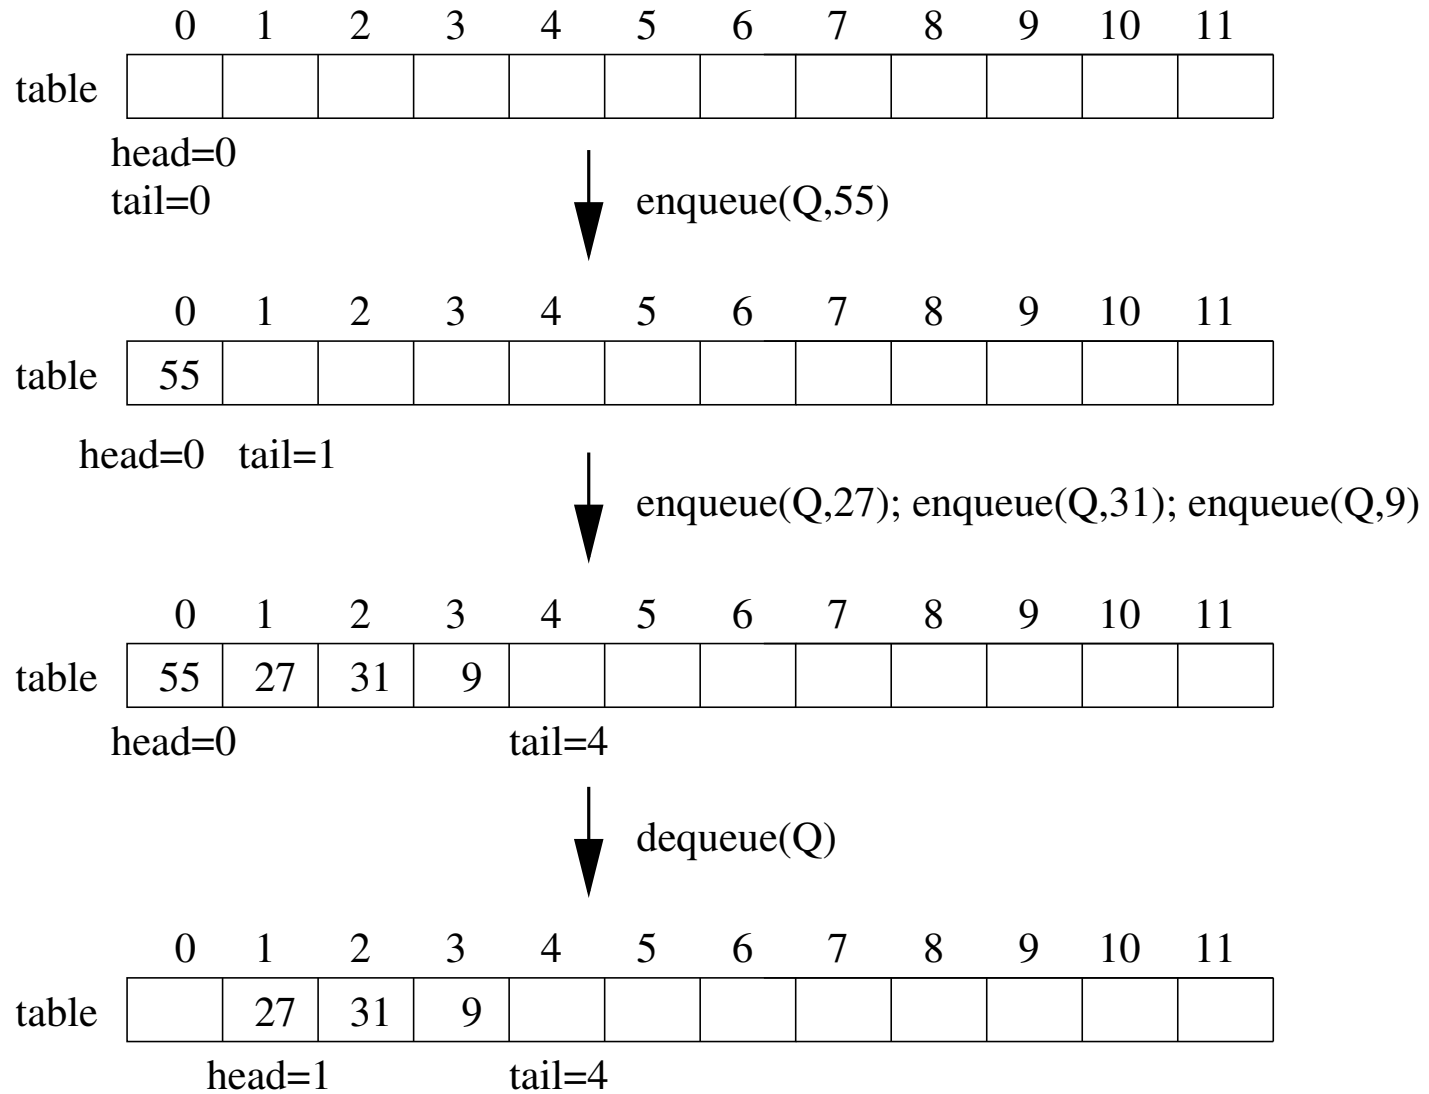 0 1 2 3 4 5 6 7 8 9 10 11
table
head=0
tail=0 enqueue(Q,55)
0 1 2 3 4 5 6 7 8 9 10 11
table 55
head=0 tail=1
enqueue(Q,27); enqueue(Q,31); enqueue(Q,9)
0 1 2 3 4 5 6 7 8 9 10 11
table 55 27 31 9
head=0 tail=4
dequeue(Q)
0 1 2 3 4 5 6 7 8 9 10 11
table 27 31 9
head=1 tail=4